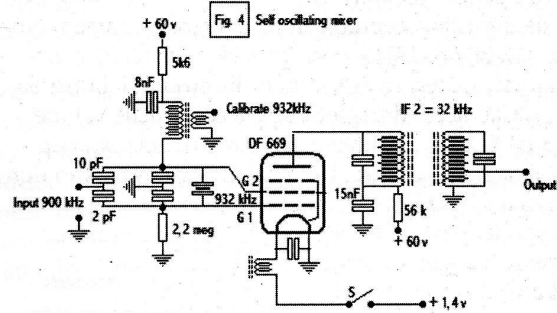 Fig. 4 Self oscillating mixer
+ 60 v
5k6
8nF
Calibrate 932kHz
IF 2 = 32 kHz
DF 669
10 pF
G 2
15nF
Output
Input 900 kHz
932 kHz
G 1
56 k
2 pF
2,2 meg
+ 60 v
S
+ 1,4 v